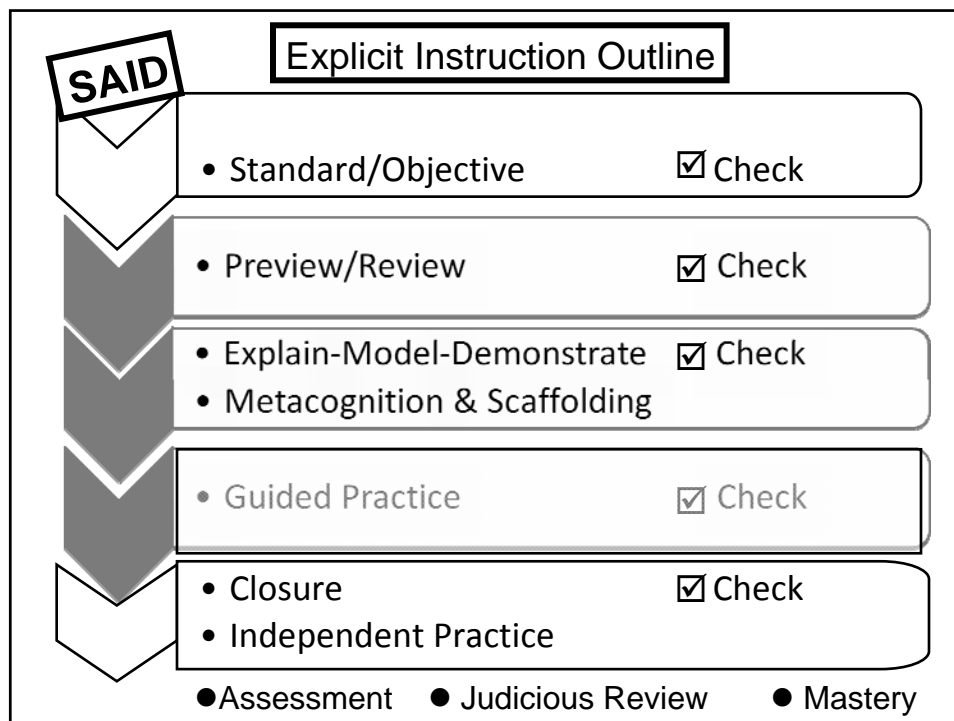 Explicit Instruction Outline
SAID
• Standard/Objective ☑ Check
• Preview/Review ☑ Check
• Explain-Model-Demonstrate ☑ Check
• Metacognition & Scaffolding
• Guided Practice ☑ Check
• Closure ☑ Check
• Independent Practice
●Assessment ● Judicious Review ● Mastery